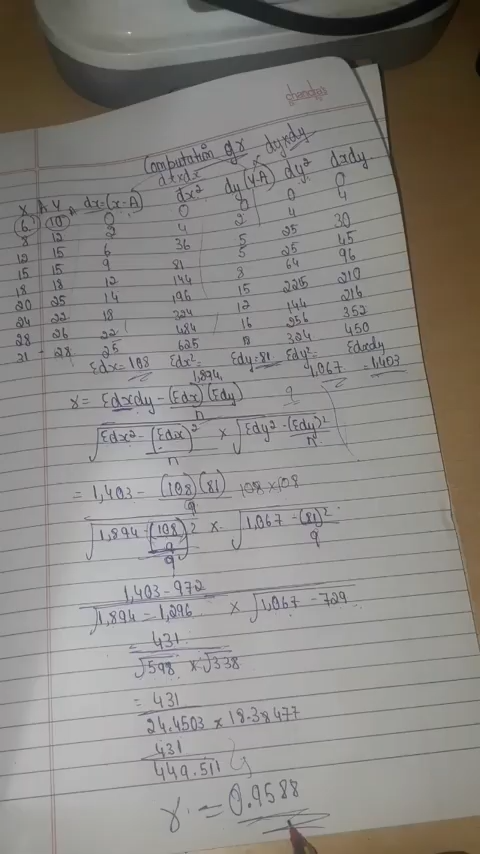 Computation of r
dxxdx dyxdy
X A Y A dx=(x-A) dx² dy (Y-A) dy² dxdy
6 10 0 0 0 0 0
8 12 2 4 2 4 4
12 15 6 36 5 25 30
15 15 9 81 5 25 45
18 18 12 144 8 64 96
20 25 14 196 15 225 210
24 22 18 324 12 144 216
28 26 22 484 16 256 352
31 28 25 625 324 450
Σdx=108 Σdx²=1,894 Σdy=81 Σdy²=1,067 Σdxdy=1,403
r = Σdxdy - (Σdx)(Σdy)
n 9
√Σdx² - (Σdx)² × √Σdy² - (Σdy)²
n n
= 1,403 - (108)(81) 108×108
9
√1,894 - (108)² × √1,067 - (81)²
9 9
1,403 - 972
√1,894 - 1,296 × √1,067 - 729
= 431
√598 × √338
= 431
24.4503 × 18.38477
431
449.511
r = 0.9588